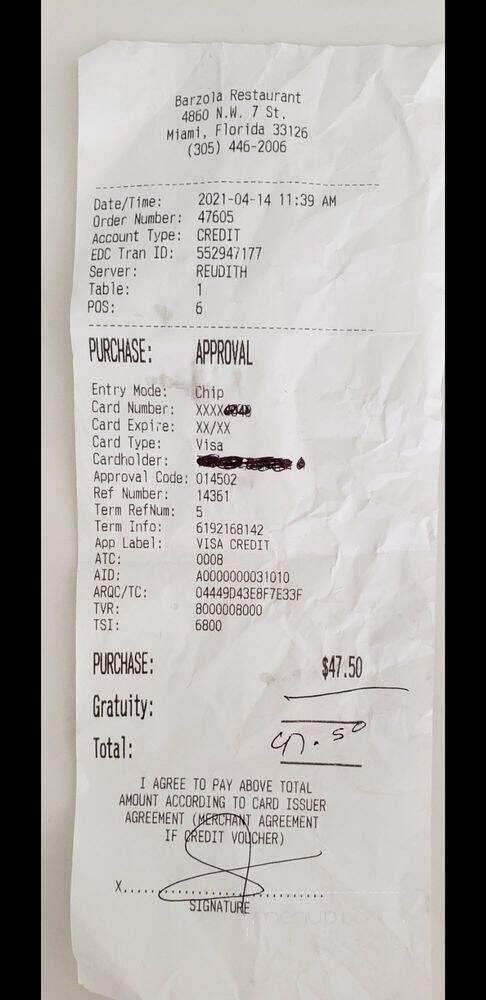 Barzola Restaurant
4860 N.W. 7 St.
Miami, Florida 33126
(305) 446-2006
Date/Time: 2021-04-14 11:39 AM
Order Number: 47605
Account Type: CREDIT
EDC Tran ID: 552947177
Server: REUDITH
Table: 1
POS: 6
PURCHASE: APPROVAL
Entry Mode: Chip
Card Number: XXXX
Card Expire: XX/XX
Card Type: Visa
Cardholder:
Approval Code: 014502
Ref Number: 14361
Term RefNum: 5
Term Info: 6192168142
App Label: VISA CREDIT
ATC: 0008
AID: A0000000031010
ARQC/TC: 04449D43E8F7E33F
TVR: 8000008000
TSI: 6800
PURCHASE: $47.50
Gratuity:
Total: 47.50
I AGREE TO PAY ABOVE TOTAL
AMOUNT ACCORDING TO CARD ISSUER
AGREEMENT (MERCHANT AGREEMENT
IF CREDIT VOUCHER)
X......................
SIGNATURE